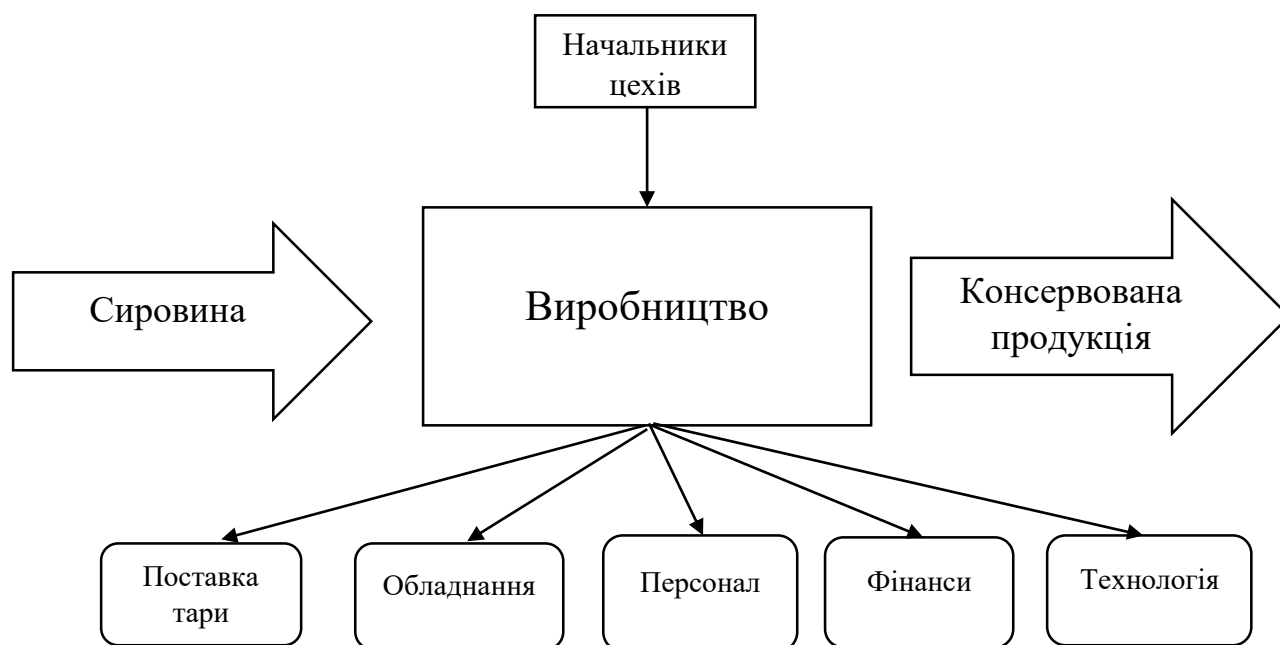 Начальники
цехів
Сировина
Виробництво
Консервована
продукція
Поставка
тари
Обладнання
Персонал
Фінанси
Технологія